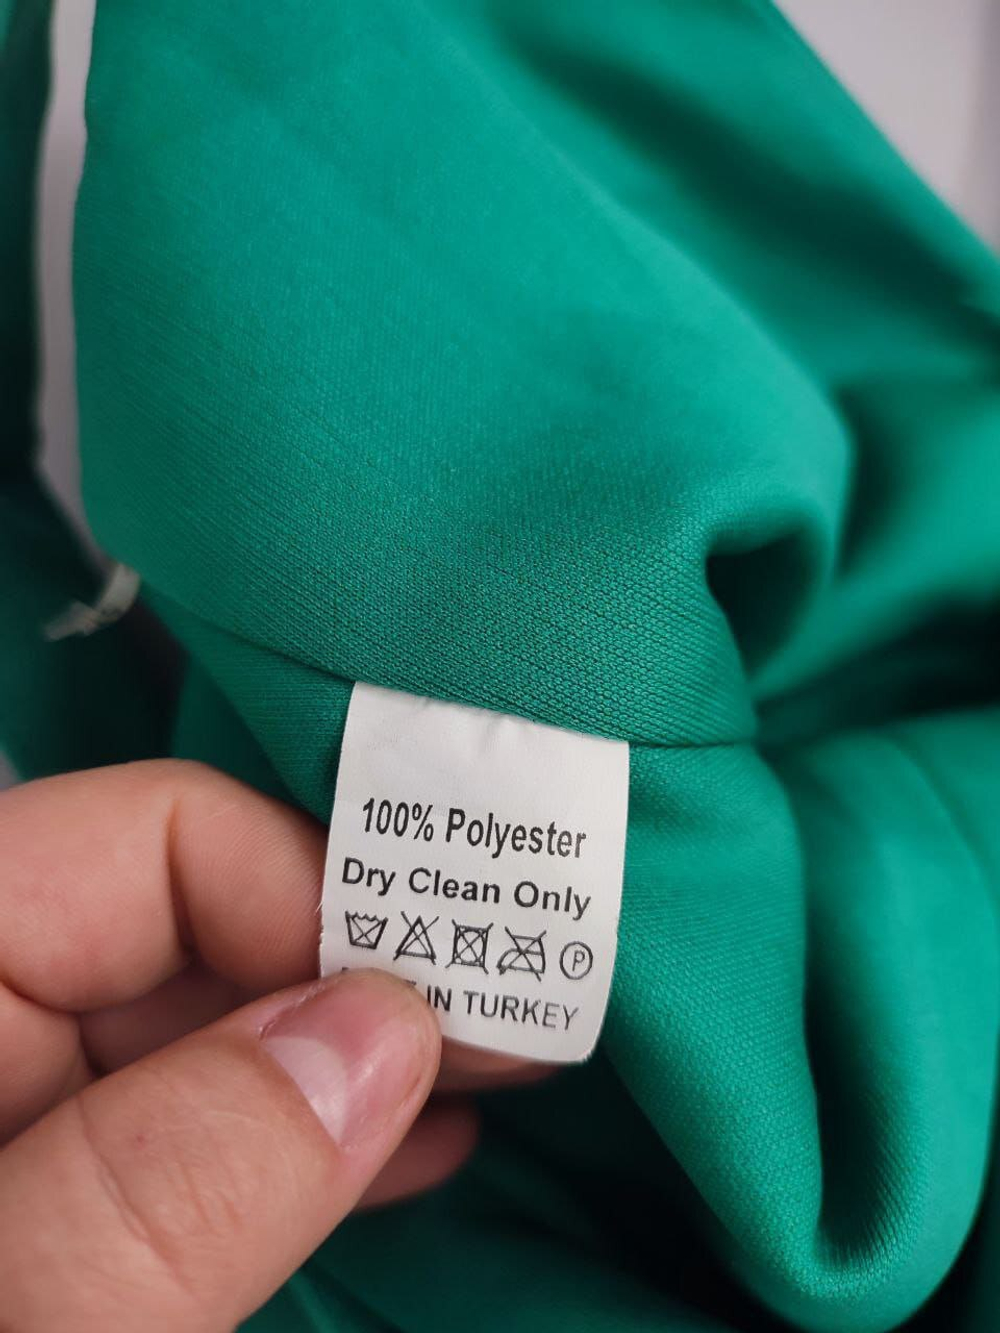 100% Polyester
Dry Clean Only
P
IN TURKEY